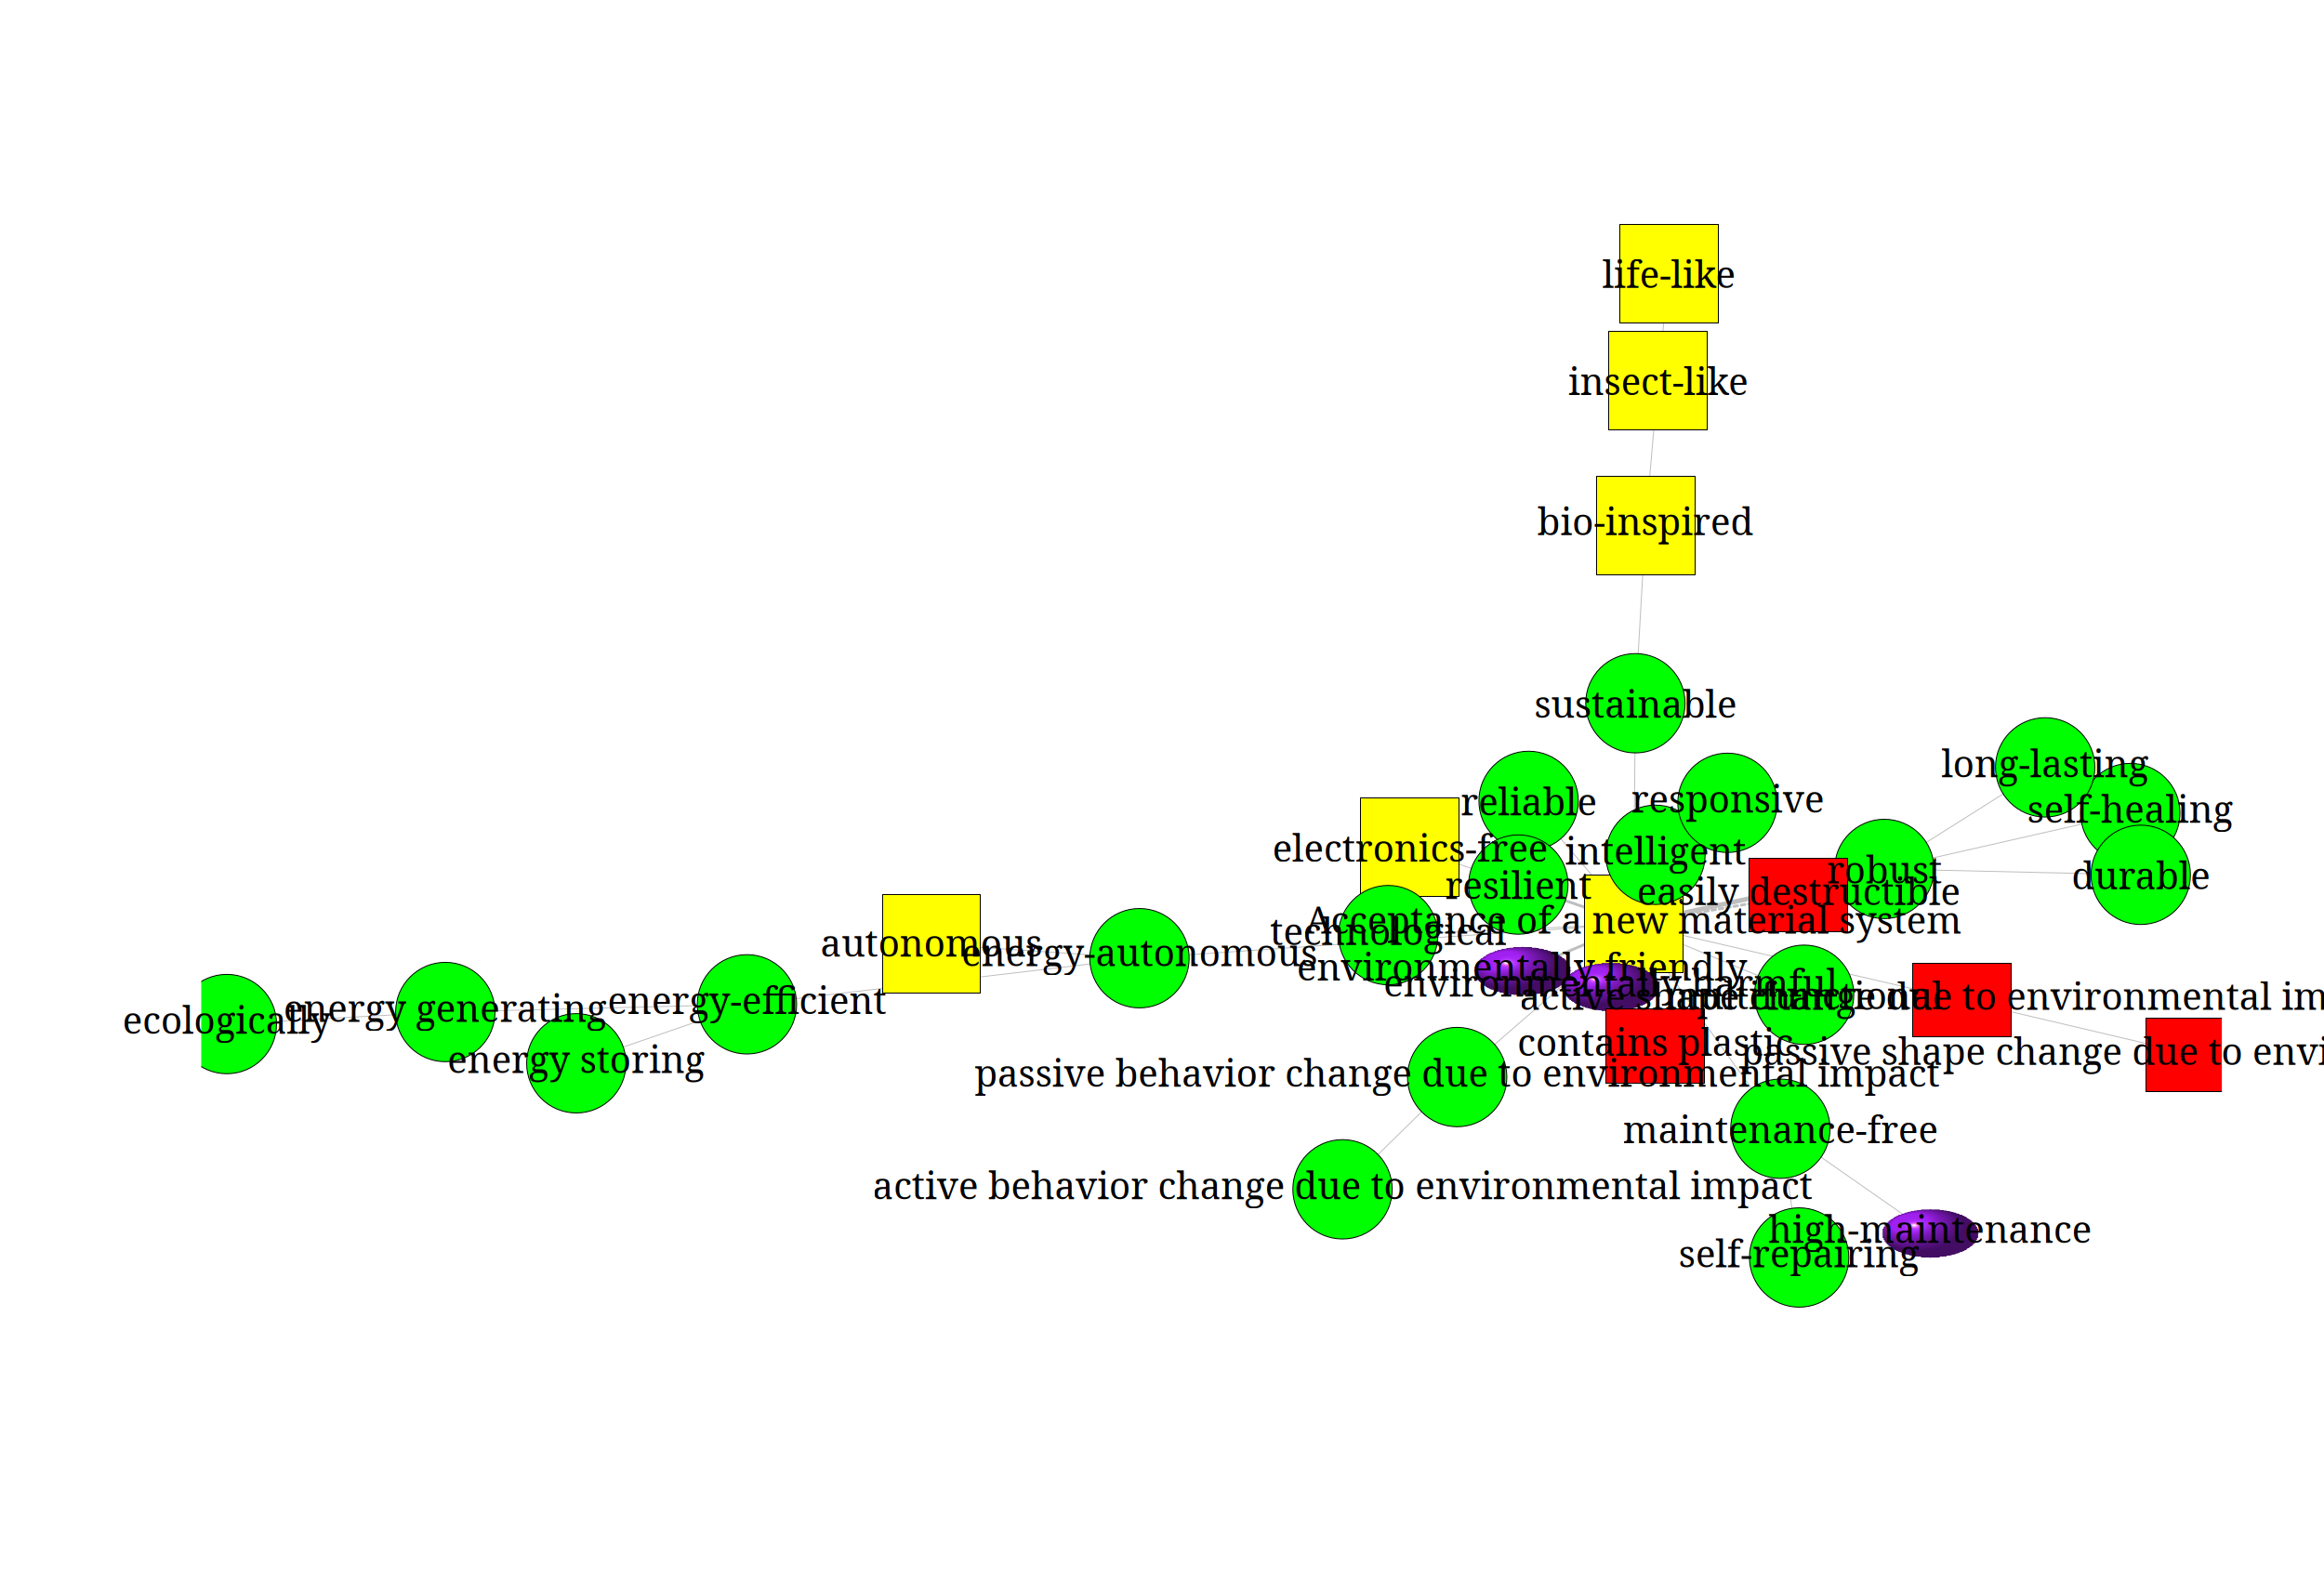 life-like
insect-like
bio-inspired
sustainable
long-lasting
reliable
responsive
self-healing
electronics-free
intelligent
robust
durable
resilient
easily destructible
Acceptance of a new material system
technological
autonomous
energy-autonomous
environmentally friendly
environmentally harmful
active shape change due to environmental im
energy-efficient
energy generating
ecologically
contains plastic
passive shape change due to envi
energy storing
passive behavior change due to environmental impact
maintenance-free
active behavior change due to environmental impact
high-maintenance
self-repairing